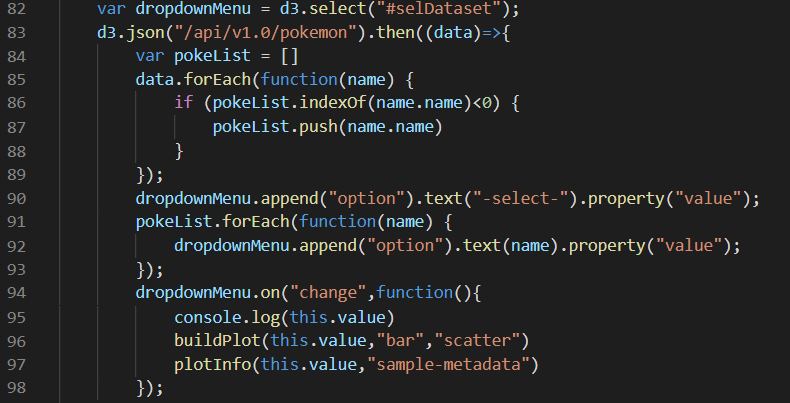 82 var dropdownMenu = d3.select("#selDataset");
83 d3.json("/api/v1.0/pokemon").then((data)=>{
84 var pokeList = []
85 data.forEach(function(name) {
86 if (pokeList.indexOf(name.name)<0) {
87 pokeList.push(name.name)
88 }
89 });
90 dropdownMenu.append("option").text("-select-").property("value");
91 pokeList.forEach(function(name) {
92 dropdownMenu.append("option").text(name).property("value");
93 });
94 dropdownMenu.on("change",function(){
95 console.log(this.value)
96 buildPlot(this.value,"bar","scatter")
97 plotInfo(this.value,"sample-metadata")
98 });